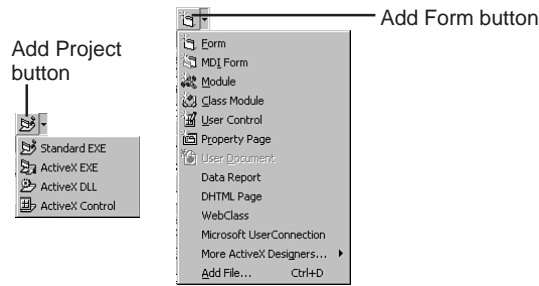 Add Project
button
Standard EXE
ActiveX EXE
ActiveX DLL
ActiveX Control
Add Form button
Form
MDI Form
Module
Class Module
User Control
Property Page
User Document
Data Report
DHTML Page
WebClass
Microsoft UserConnection
More ActiveX Designers...
Add File... Ctrl+D